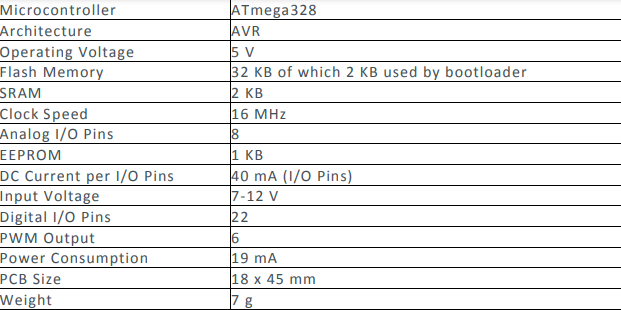 Microcontroller ATmega328
Architecture AVR
Operating Voltage 5 V
Flash Memory 32 KB of which 2 KB used by bootloader
SRAM 2 KB
Clock Speed 16 MHz
Analog I/O Pins 8
EEPROM 1 KB
DC Current per I/O Pins 40 mA (I/O Pins)
Input Voltage 7-12 V
Digital I/O Pins 22
PWM Output 6
Power Consumption 19 mA
PCB Size 18 x 45 mm
Weight 7 g